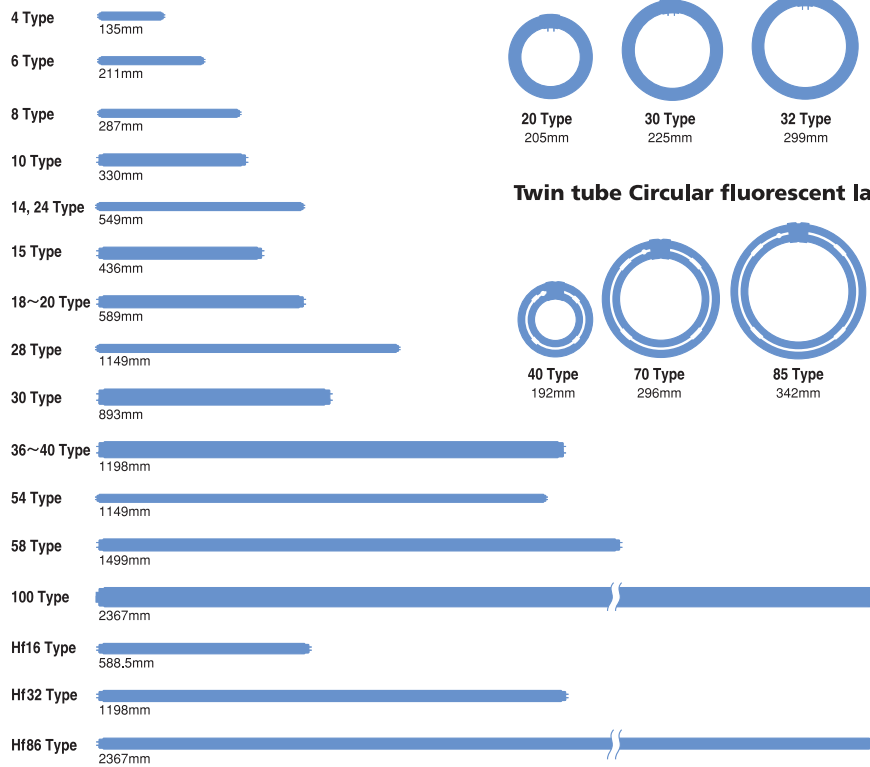 4 Type
135mm
6 Type
211mm
8 Type
287mm
10 Type
330mm
14, 24 Type
549mm
15 Type
436mm
18～20 Type
589mm
28 Type
1149mm
30 Type
893mm
36～40 Type
1198mm
54 Type
1149mm
58 Type
1499mm
100 Type
2367mm
Hf16 Type
588.5mm
Hf32 Type
1198mm
Hf86 Type
2367mm
20 Type
205mm
30 Type
225mm
32 Type
299mm
Twin tube Circular fluorescent la
40 Type
192mm
70 Type
296mm
85 Type
342mm